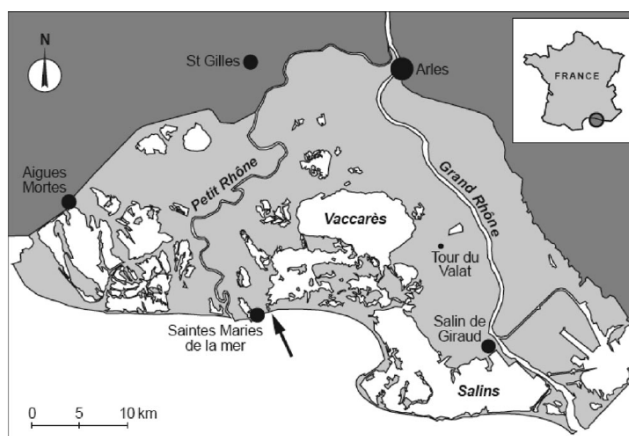 N
St Gilles
Arles
FRANCE
Aigues
Mortes
Petit Rhône
Grand Rhône
Vaccarès
Tour du
Valat
Saintes Maries
de la mer
Salin de
Giraud
Salins
0 5 10 km